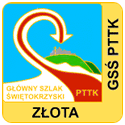 GŁÓWNY SZLAK
ŚWIĘTOKRZYSKI
PTTK
ZŁOTA
GSŚ PTTK